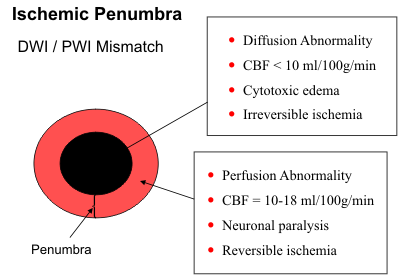 Ischemic Penumbra
DWI / PWI Mismatch
Diffusion Abnormality
CBF < 10 ml/100g/min
Cytotoxic edema
Irreversible ischemia
Perfusion Abnormality
CBF = 10-18 ml/100g/min
Neuronal paralysis
Reversible ischemia
Penumbra